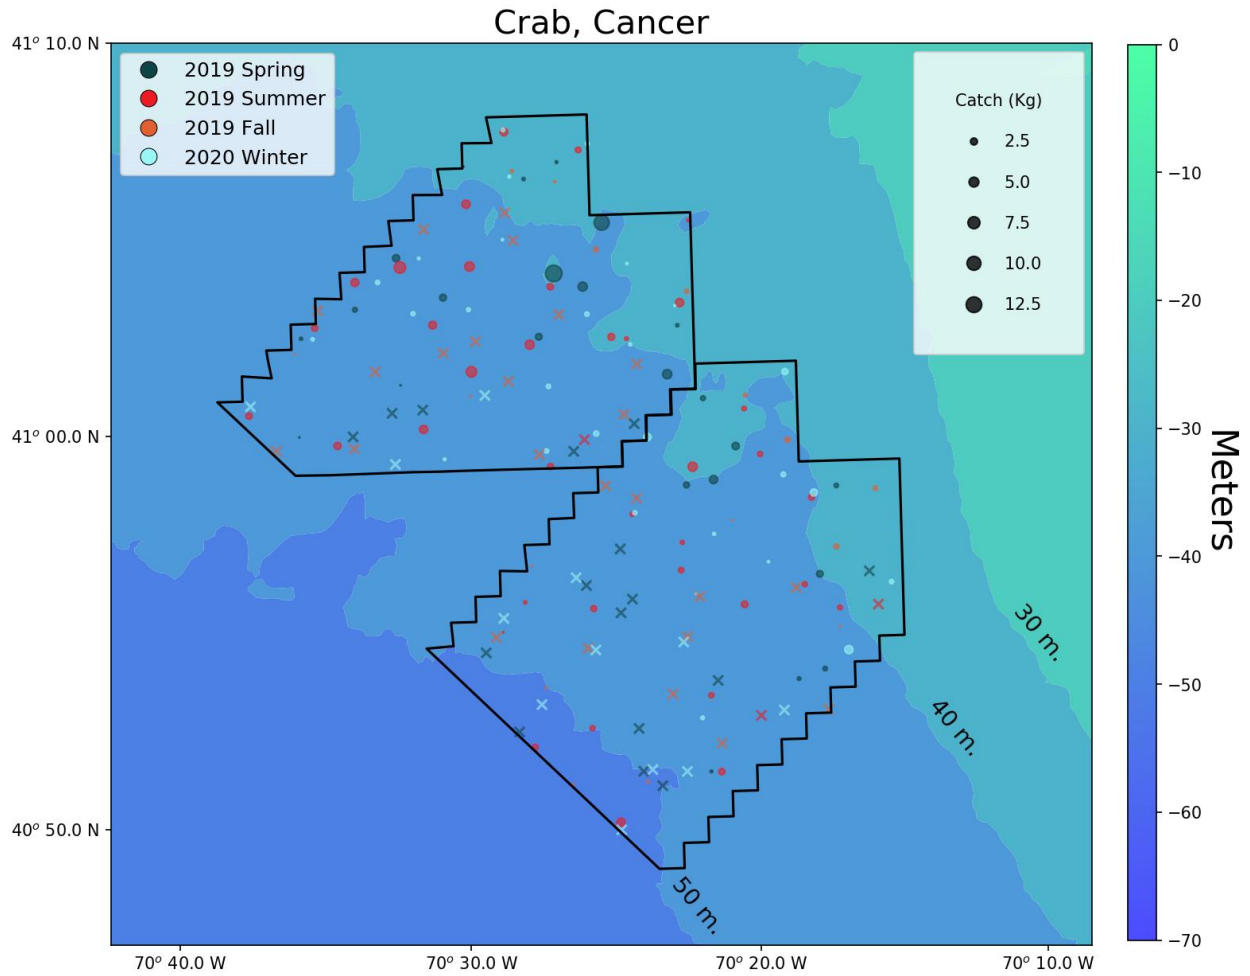 Crab, Cancer
41° 10.0 N
41° 00.0 N
40° 50.0 N
2019 Spring
2019 Summer
2019 Fall
2020 Winter
Catch (Kg)
2.5
5.0
7.5
10.0
12.5
30 m.
40 m.
50 m.
70° 40.0 W
70° 30.0 W
70° 20.0 W
70° 10.0 W
0
−10
−20
−30
−40
−50
−60
−70
Meters